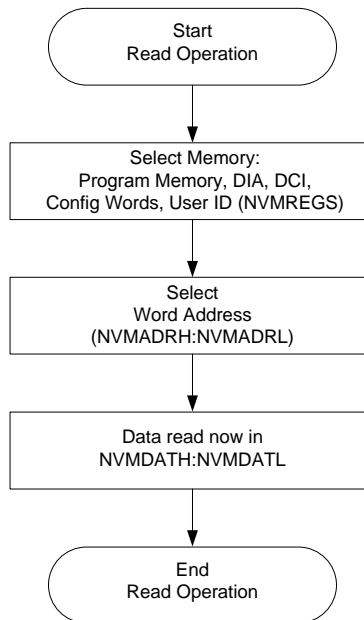 Start
Read Operation
Select Memory:
Program Memory, DIA, DCI,
Config Words, User ID (NVMREGS)
Select
Word Address
(NVMADRH:NVMADRL)
Data read now in
NVMDATH:NVMDATL
End
Read Operation